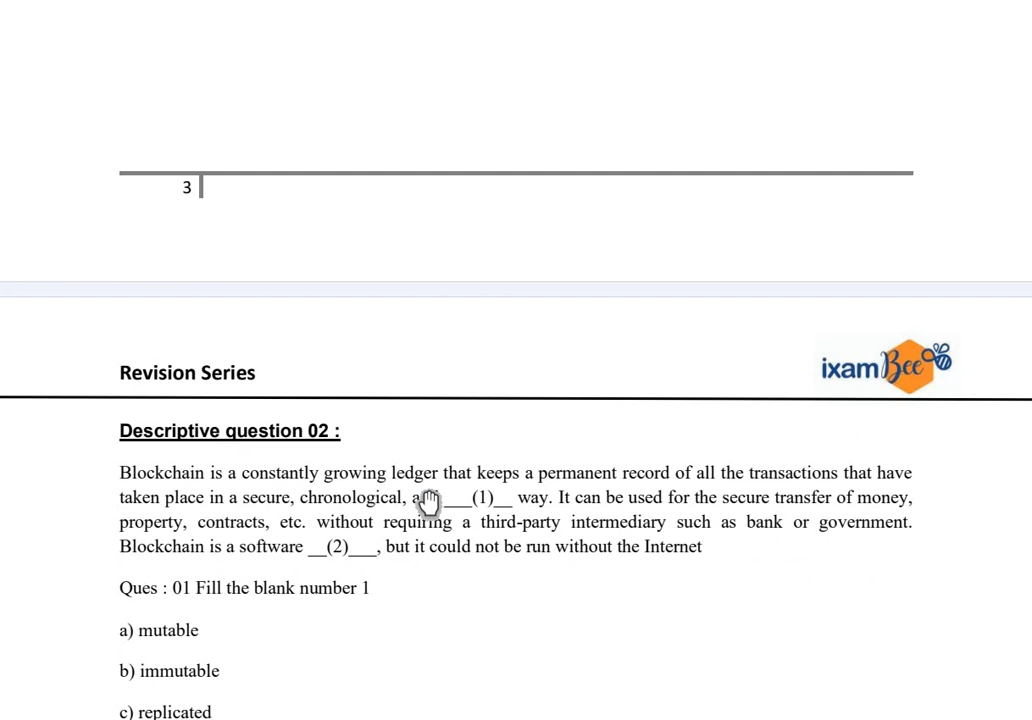 3
Revision Series
ixamBee
Descriptive question 02 :
Blockchain is a constantly growing ledger that keeps a permanent record of all the transactions that have
taken place in a secure, chronological, ___(1)__ way. It can be used for the secure transfer of money,
property, contracts, etc. without requiring a third-party intermediary such as bank or government.
Blockchain is a software __(2)___, but it could not be run without the Internet
Ques : 01 Fill the blank number 1
a) mutable
b) immutable
c) replicated